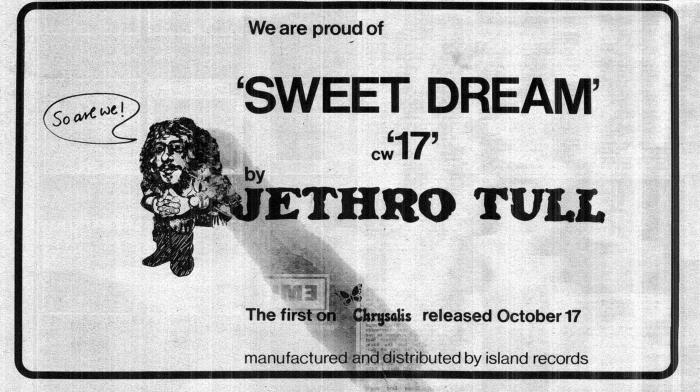 We are proud of
So are we!
'SWEET DREAM'
cw '17'
by
JETHRO TULL
The first on Chrysalis released October 17
manufactured and distributed by island records